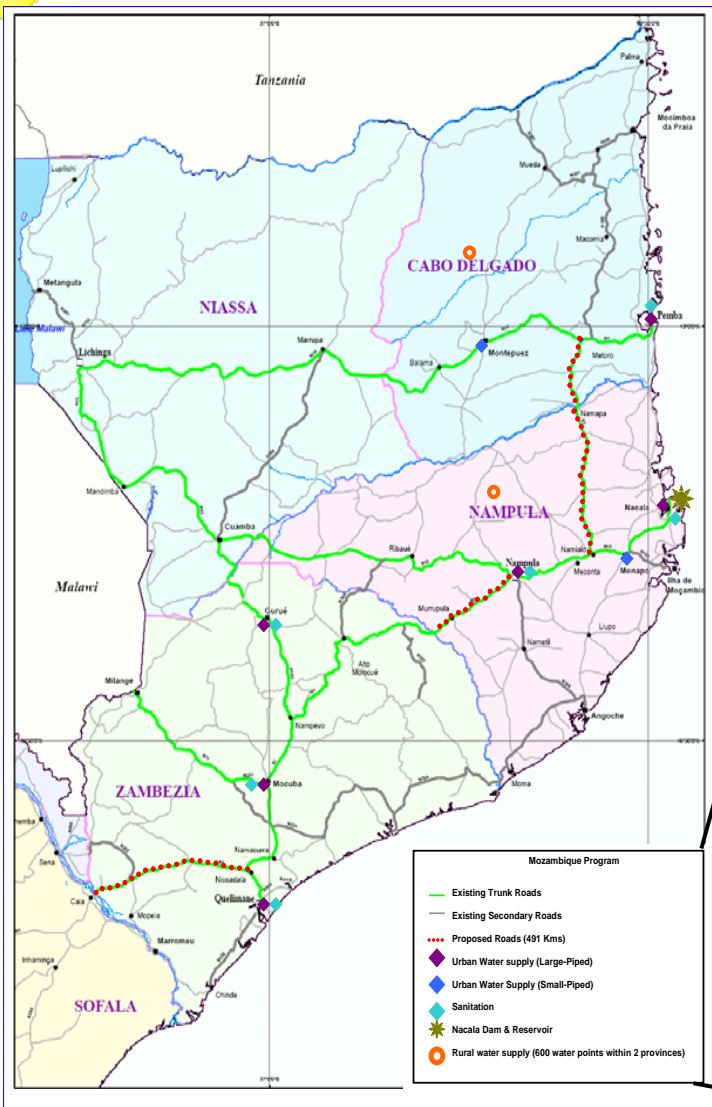 Tanzania
Palma
Mocimboa
da Praia
Lupilichi
Mueda
Macomia
CABO DELGADO
Metangula
NIASSA
Pemba
Lake Malawi
Lichinga
Marrupa
Montepuez
Balama
Metoro
Namapa
Mandimba
NAMPULA
Nacala
Cuamba
Ribaué
Nampula
Namialo
Meconta
Monapo
Ilha de
Moçambique
Malawi
Gurué
Murrupula
Liupo
Nametil
Alto
Molocué
Milange
Nampevo
Angoche
ZAMBEZIA
Mocuba
Moma
Namacurra
Sena
Nicoadala
Caia
Quelimane
Mopeia
Marromeu
Inhaminga
Chinde
SOFALA
Mozambique Program
Existing Trunk Roads
Existing Secondary Roads
Proposed Roads (491 Kms)
Urban Water supply (Large-Piped)
Urban Water Supply (Small-Piped)
Sanitation
Nacala Dam & Reservoir
Rural water supply (600 water points within 2 provinces)